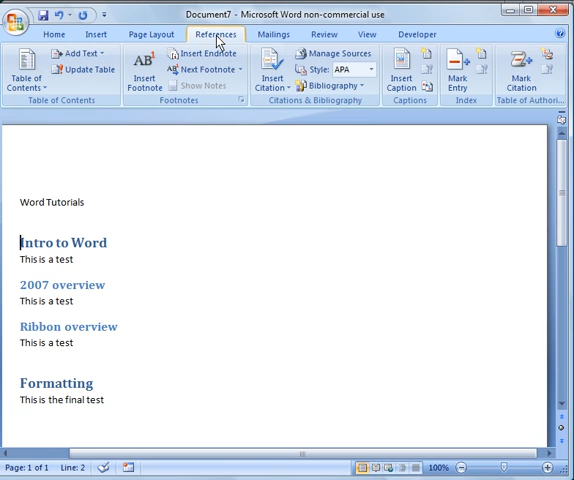 Document7 - Microsoft Word non-commercial use
Home Insert Page Layout References Mailings Review View Developer
Table of Contents
Add Text
Update Table
Table of Contents
AB1
Insert Footnote
Insert Endnote
AB1 Next Footnote
Show Notes
Footnotes
Insert Citation
Manage Sources
Style: APA
Bibliography
Citations & Bibliography
Insert Caption
Captions
Mark Entry
Index
Mark Citation
Table of Authori...
Word Tutorials
Intro to Word
This is a test
2007 overview
This is a test
Ribbon overview
This is a test
Formatting
This is the final test
Page: 1 of 1 Line: 2 100%